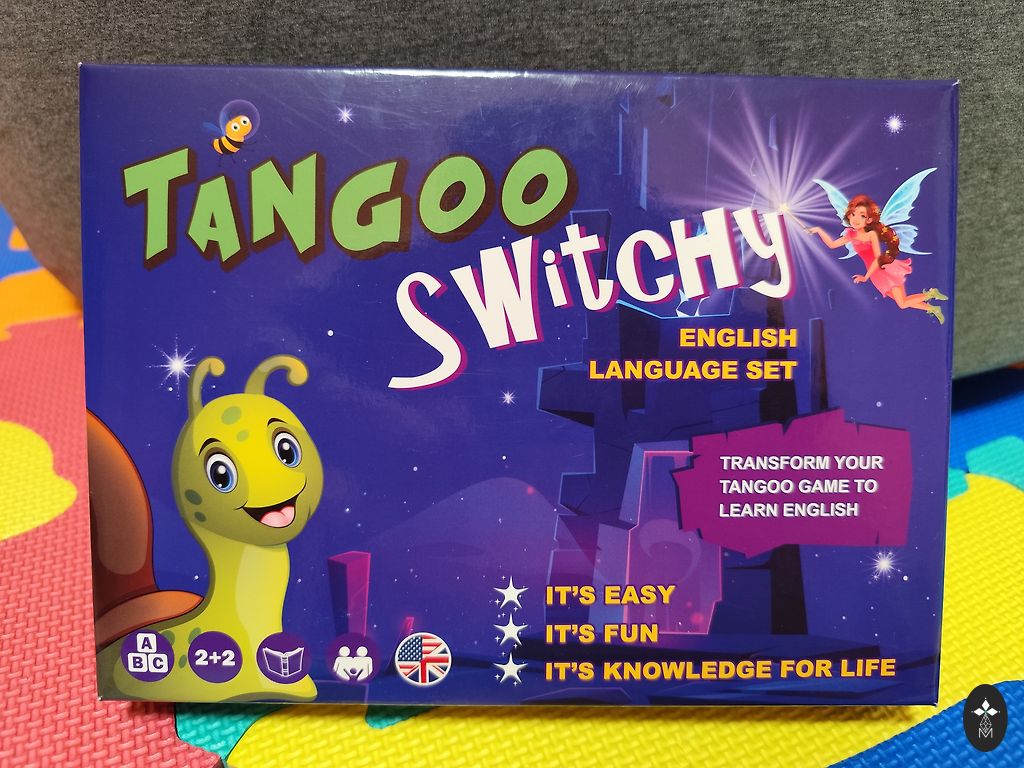 TANGOO
SWitCHy
ENGLISH
LANGUAGE SET
TRANSFORM YOUR
TANGOO GAME TO
LEARN ENGLISH
IT'S EASY
IT'S FUN
IT'S KNOWLEDGE FOR LIFE
A
B C
2+2
M